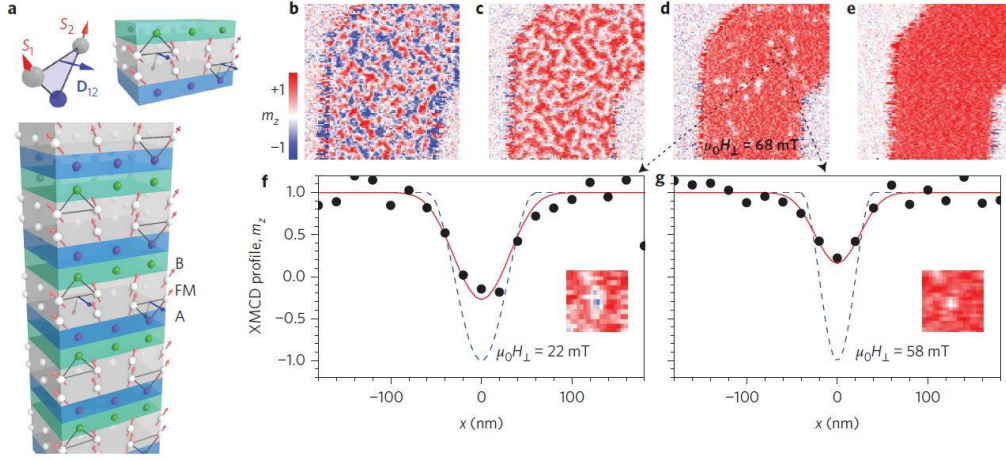 a
S1
S2
D12
B
FM
A
b
c
d
e
+1
mz
−1
μ0H⊥ = 68 mT
f
1.0
0.5
0.0
−0.5
−1.0
XMCD profile, mz
μ0H⊥ = 22 mT
−100
0
100
x (nm)
g
μ0H⊥ = 58 mT
−100
0
100
x (nm)